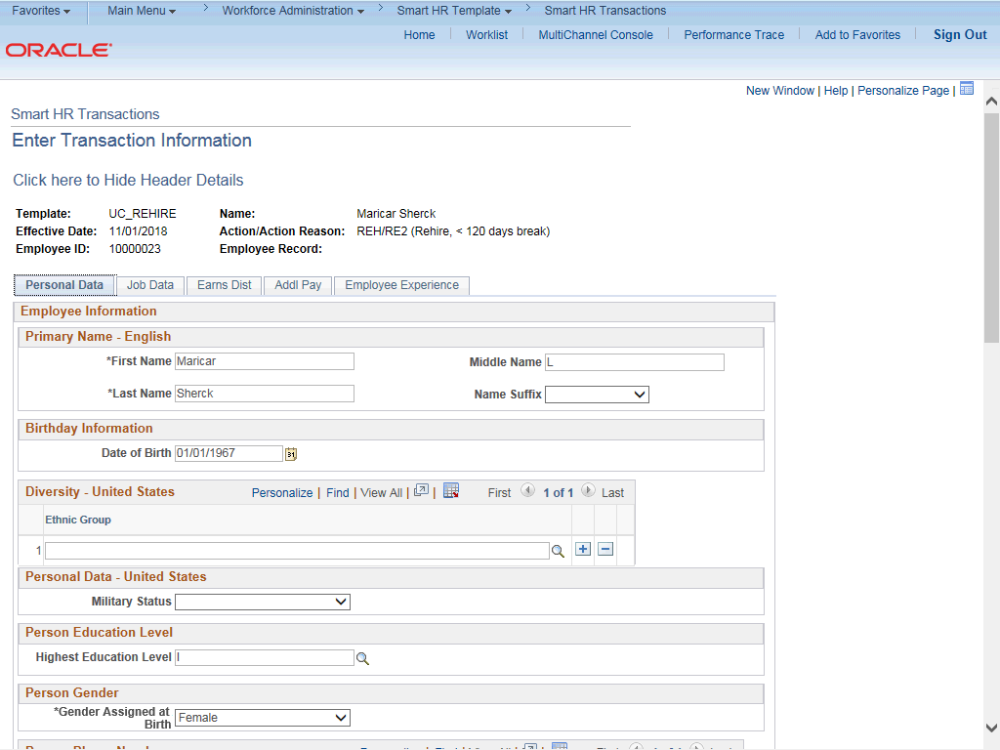 Favorites Main Menu > Workforce Administration > Smart HR Template > Smart HR Transactions
Home Worklist MultiChannel Console Performance Trace Add to Favorites Sign Out
ORACLE
New Window | Help | Personalize Page |
Smart HR Transactions
Enter Transaction Information
Click here to Hide Header Details
Template: UC_REHIRE Name: Maricar Sherck
Effective Date: 11/01/2018 Action/Action Reason: REH/RE2 (Rehire, < 120 days break)
Employee ID: 10000023 Employee Record:
Personal Data Job Data Earns Dist Addl Pay Employee Experience
Employee Information
Primary Name - English
*First Name Maricar Middle Name L
*Last Name Sherck Name Suffix
Birthday Information
Date of Birth 01/01/1967 31
Diversity - United States Personalize | Find | View All | | First 1 of 1 Last
Ethnic Group
1
Personal Data - United States
Military Status
Person Education Level
Highest Education Level I
Person Gender
*Gender Assigned at Birth Female